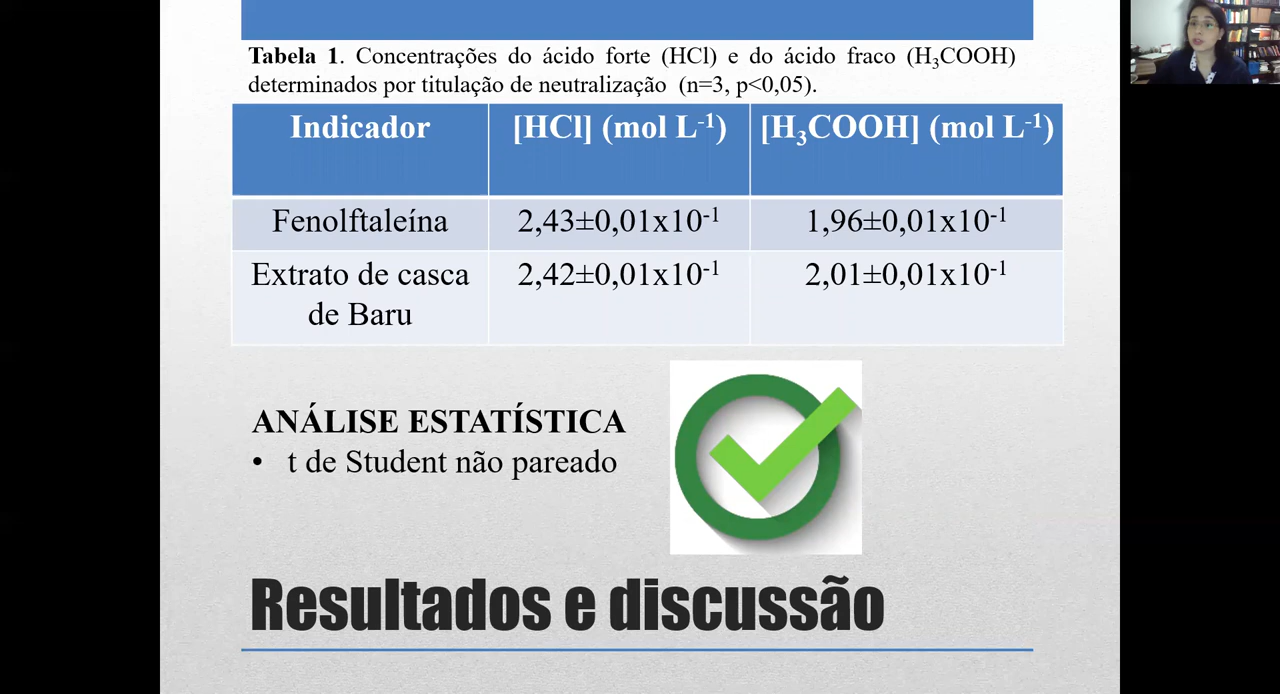 Tabela 1. Concentrações do ácido forte (HCl) e do ácido fraco (H₃COOH)
determinados por titulação de neutralização (n=3, p<0,05).
Indicador [HCl] (mol L⁻¹) [H₃COOH] (mol L⁻¹)
Fenolftaleína 2,43±0,01x10⁻¹ 1,96±0,01x10⁻¹
Extrato de casca 2,42±0,01x10⁻¹ 2,01±0,01x10⁻¹
de Baru
ANÁLISE ESTATÍSTICA
• t de Student não pareado
Resultados e discussão